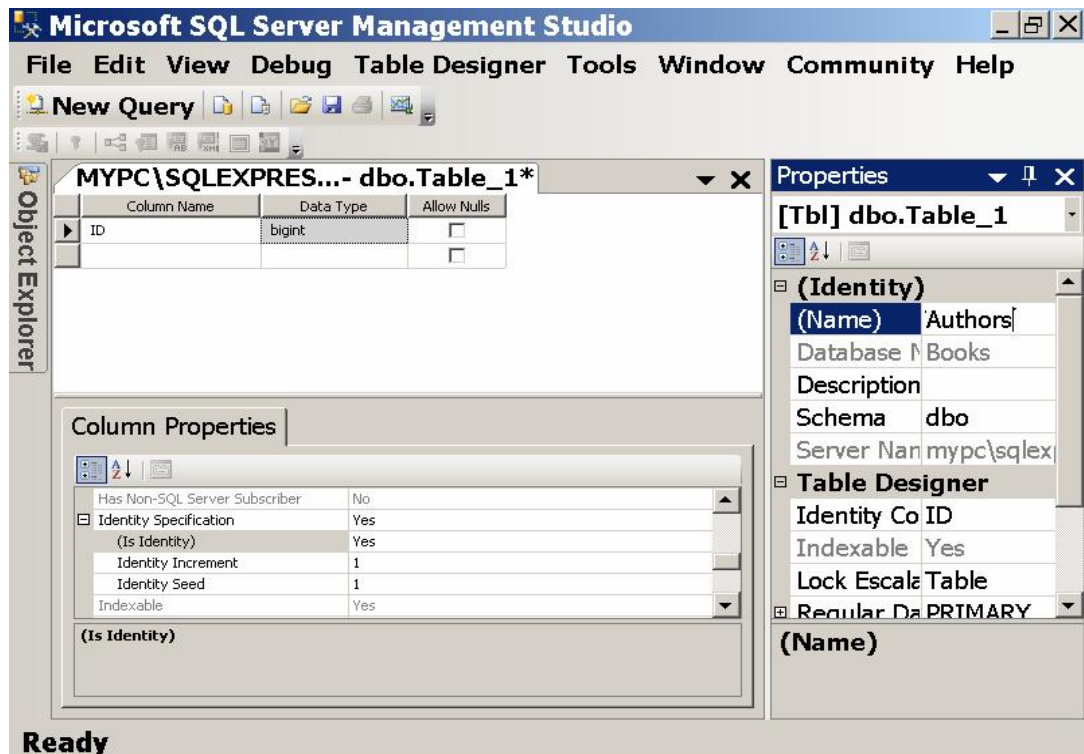 Microsoft SQL Server Management Studio
File Edit View Debug Table Designer Tools Window Community Help
New Query
Object Explorer
MYPC\SQLEXPRES...- dbo.Table_1*
Column Name Data Type Allow Nulls
ID bigint
Column Properties
Has Non-SQL Server Subscriber No
Identity Specification Yes
(Is Identity) Yes
Identity Increment 1
Identity Seed 1
Indexable Yes
(Is Identity)
Properties
[Tbl] dbo.Table_1
(Identity)
(Name) Authors
Database N Books
Description
Schema dbo
Server Nan mypc\sqlex
Table Designer
Identity Co ID
Indexable Yes
Lock Escala Table
Regular Da PRIMARY
(Name)
Ready